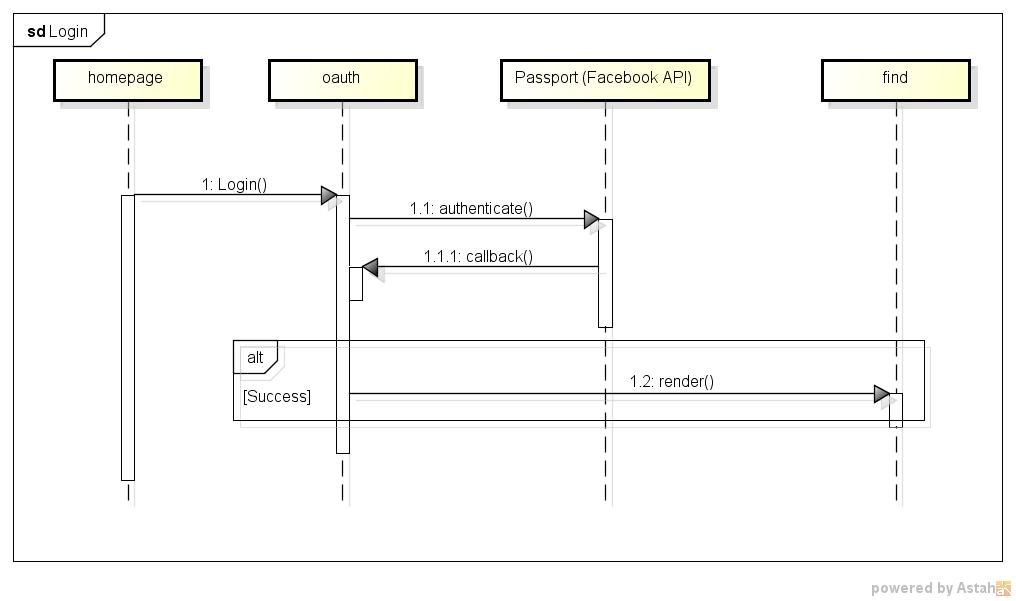 sd Login
homepage
oauth
Passport (Facebook API)
find
1: Login()
1.1: authenticate()
1.1.1: callback()
alt
1.2: render()
[Success]
powered by Astah